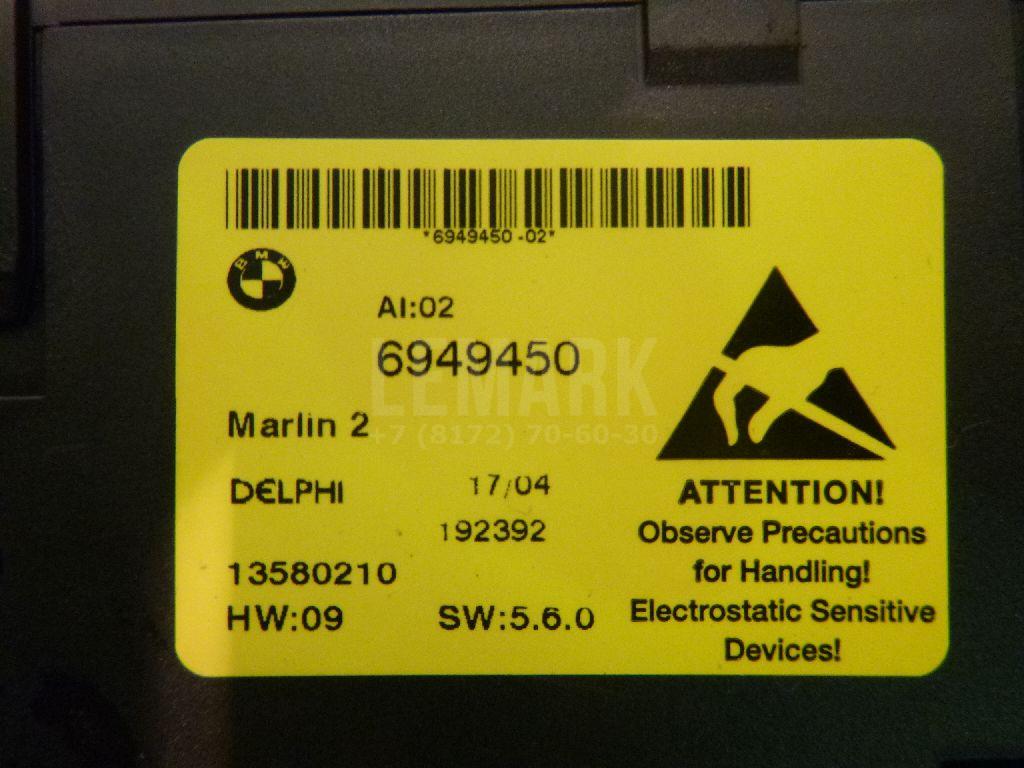 *6949450-02*
BMW
AI:02
6949450
LEMARK
+7 (8172) 70-60-30
Marlin 2
DELPHI
17/04
192392
13580210
HW:09
SW:5.6.0
ATTENTION!
Observe Precautions
for Handling!
Electrostatic Sensitive
Devices!